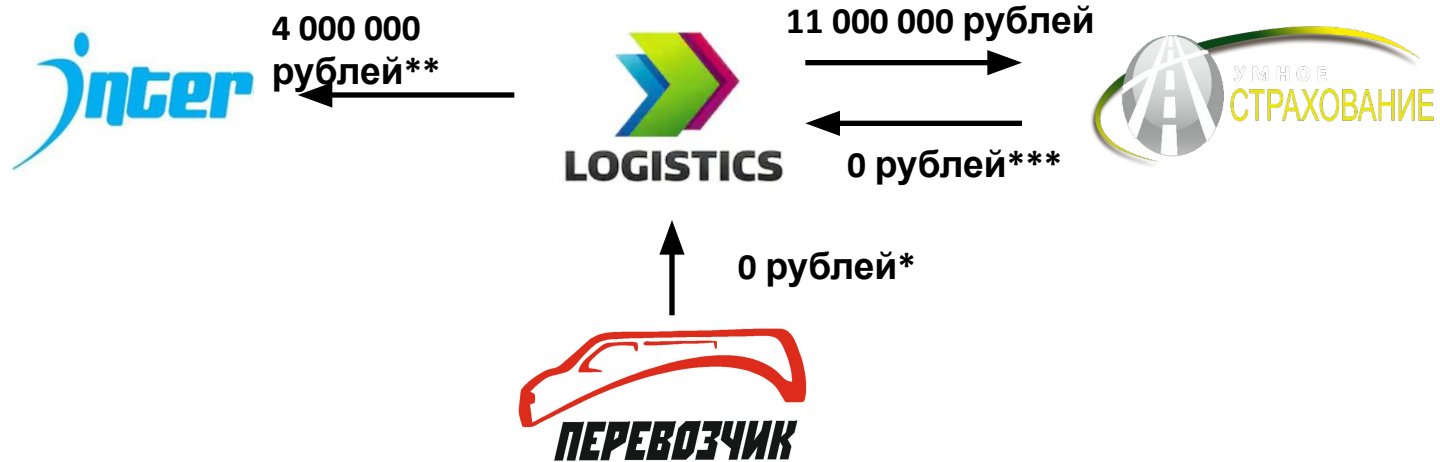 4 000 000
рублей**
11 000 000 рублей
inter
LOGISTICS
УМНОЕ
СТРАХОВАНИЕ
0 рублей***
0 рублей*
ПЕРЕВОЗЧИК